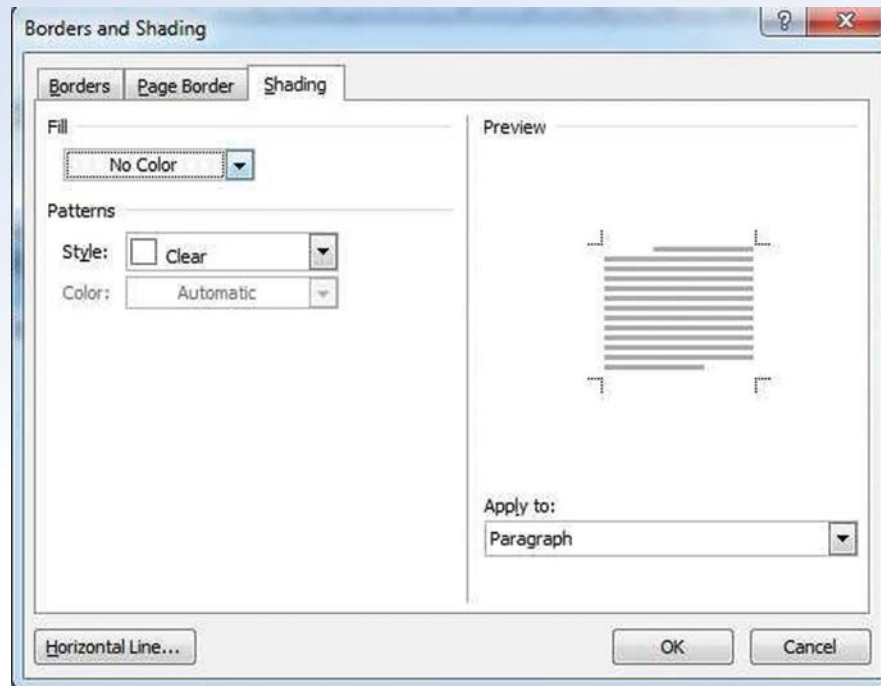 Borders and Shading
Borders Page Border Shading
Fill
No Color
Patterns
Style: Clear
Color: Automatic
Preview
Apply to:
Paragraph
Horizontal Line... OK Cancel